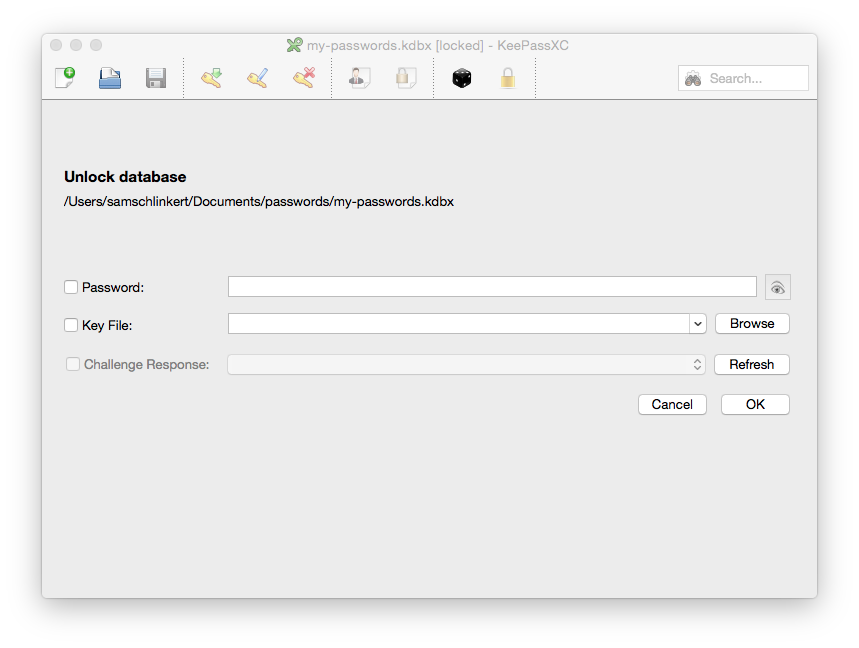 my-passwords.kdbx [locked] - KeePassXC
Search...
Unlock database
/Users/samschlinkert/Documents/passwords/my-passwords.kdbx
Password:
Key File:
Browse
Challenge Response:
Refresh
Cancel
OK